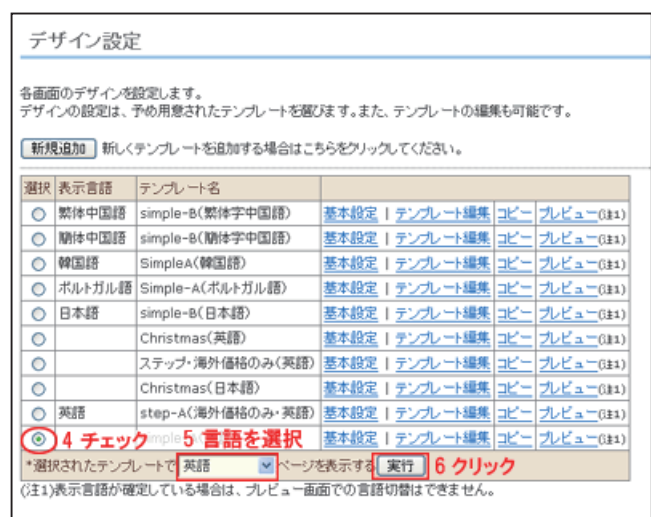 デザイン設定
各画面のデザインを設定します。
デザインの設定は、予め用意されたテンプレートを選びます。また、テンプレートの編集も可能です。
新規追加 新しくテンプレートを追加する場合はこちらをクリックしてください。
選択 表示言語 テンプレート名
繁体中国語 simple-B(繁体字中国語) 基本設定 | テンプレート編集 コピー プレビュー(注1)
簡体中国語 simple-B(簡体字中国語) 基本設定 | テンプレート編集 コピー プレビュー(注1)
韓国語 SimpleA(韓国語) 基本設定 | テンプレート編集 コピー プレビュー(注1)
ポルトガル語 Simple-A(ポルトガル語) 基本設定 | テンプレート編集 コピー プレビュー(注1)
日本語 simple-B(日本語) 基本設定 | テンプレート編集 コピー プレビュー(注1)
Christmas(英語) 基本設定 | テンプレート編集 コピー プレビュー(注1)
ステップ・海外価格のみ(英語) 基本設定 | テンプレート編集 コピー プレビュー(注1)
Christmas(日本語) 基本設定 | テンプレート編集 コピー プレビュー(注1)
英語 step-A(海外価格のみ・英語) 基本設定 | テンプレート編集 コピー プレビュー(注1)
4 チェック 5 言語を選択 基本設定 | テンプレート編集 コピー プレビュー(注1)
*選択されたテンプレートで 英語 ページを表示する 実行 6 クリック
(注1)表示言語が確定している場合は、プレビュー画面での言語切替はできません。